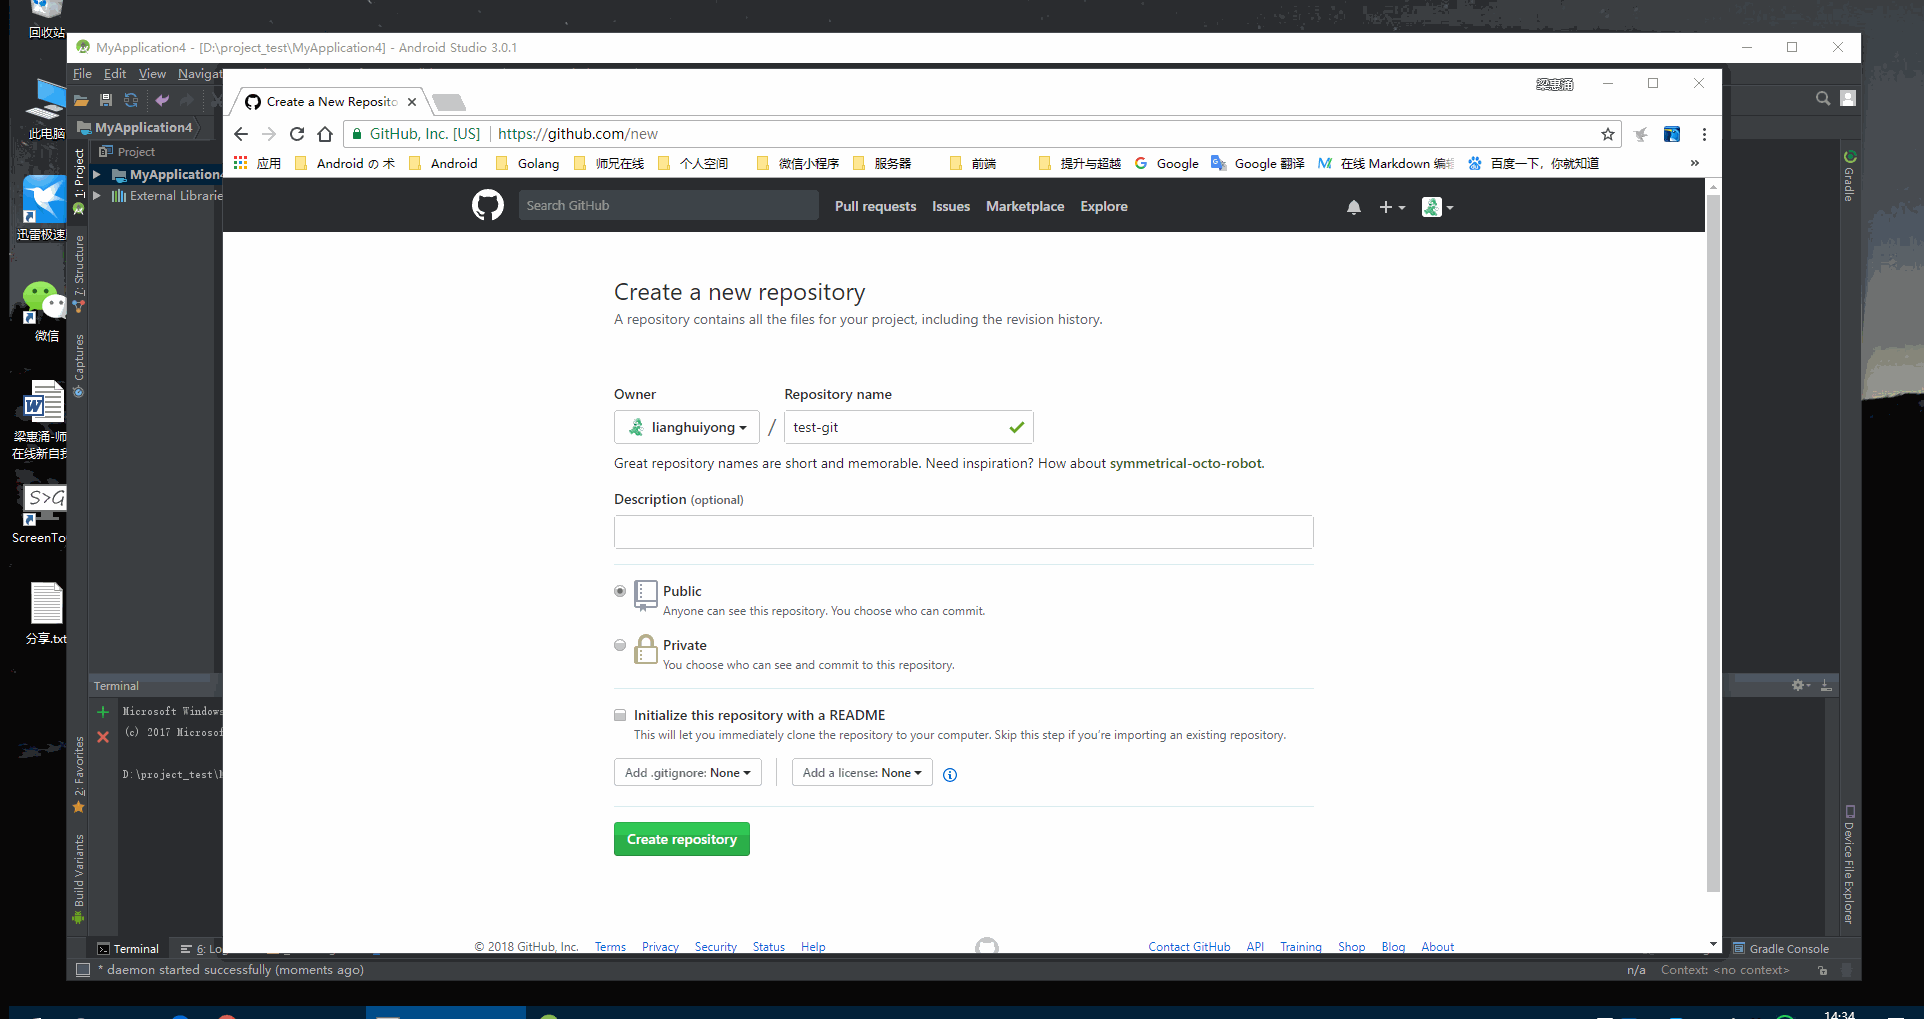 回收站
MyApplication4 - [D:\project_test\MyApplication4] - Android Studio 3.0.1
File Edit View
梁惠涌
Create a New Reposito
GitHub, Inc. [US] https://github.com/new
此电脑
MyApplication4
应用 Android の 术 Android Golang 师兄在线 个人空间 微信小程序 服务器 前端 提升与超越 Google Google 翻译 在线 Markdown 百度一下，你就知道 »
Project
MyApplication4
External Librarie
1: Project
Gradle
Search GitHub Pull requests Issues Marketplace Explore
迅雷极速
7: Structure
Create a new repository
A repository contains all the files for your project, including the revision history.
微信
Captures
Owner Repository name
lianghuiyong / test-git
梁惠涌-师
在线新自我
Great repository names are short and memorable. Need inspiration? How about symmetrical-octo-robot.
Description (optional)
S>G
ScreenTo
Public
Anyone can see this repository. You choose who can commit.
分享.txt
Private
You choose who can see and commit to this repository.
Terminal
Microsoft Windows
(c) 2017 Microsof
D:\project_test\M
Initialize this repository with a README
This will let you immediately clone the repository to your computer. Skip this step if you're importing an existing repository.
2: Favorites
Add .gitignore: None Add a license: None
Create repository
Build Variants
Device File Explorer
© 2018 GitHub, Inc. Terms Privacy Security Status Help Contact GitHub API Training Shop Blog About
Terminal 6: Lo Gradle Console
* daemon started successfully (moments ago) n/a Context: <no context>
14:34